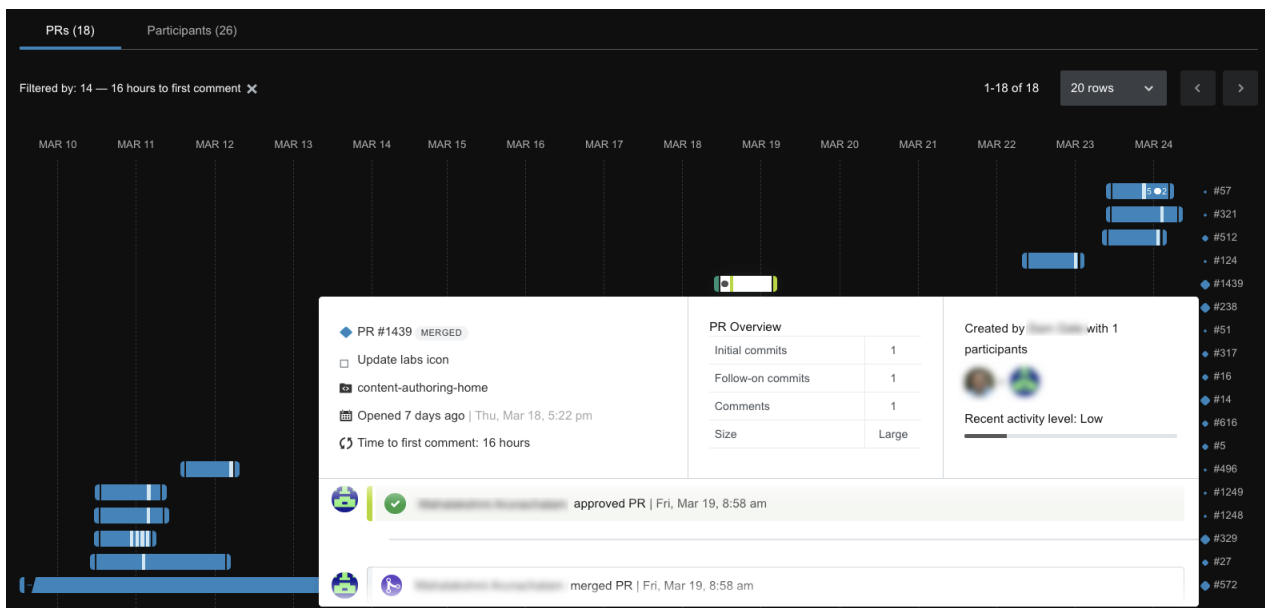 PRs (18) Participants (26)
Filtered by: 14 — 16 hours to first comment
1-18 of 18 20 rows
MAR 10 MAR 11 MAR 12 MAR 13 MAR 14 MAR 15 MAR 16 MAR 17 MAR 18 MAR 19 MAR 20 MAR 21 MAR 22 MAR 23 MAR 24
5 2 #57
#321
#512
#124
#1439
#238
#51
#317
#16
#14
#616
#5
#496
#1249
#1248
#329
#27
#572
PR #1439 MERGED
Update labs icon
content-authoring-home
Opened 7 days ago | Thu, Mar 18, 5:22 pm
Time to first comment: 16 hours
PR Overview
Initial commits 1
Follow-on commits 1
Comments 1
Size Large
Created by with 1
participants
Recent activity level: Low
approved PR | Fri, Mar 19, 8:58 am
merged PR | Fri, Mar 19, 8:58 am